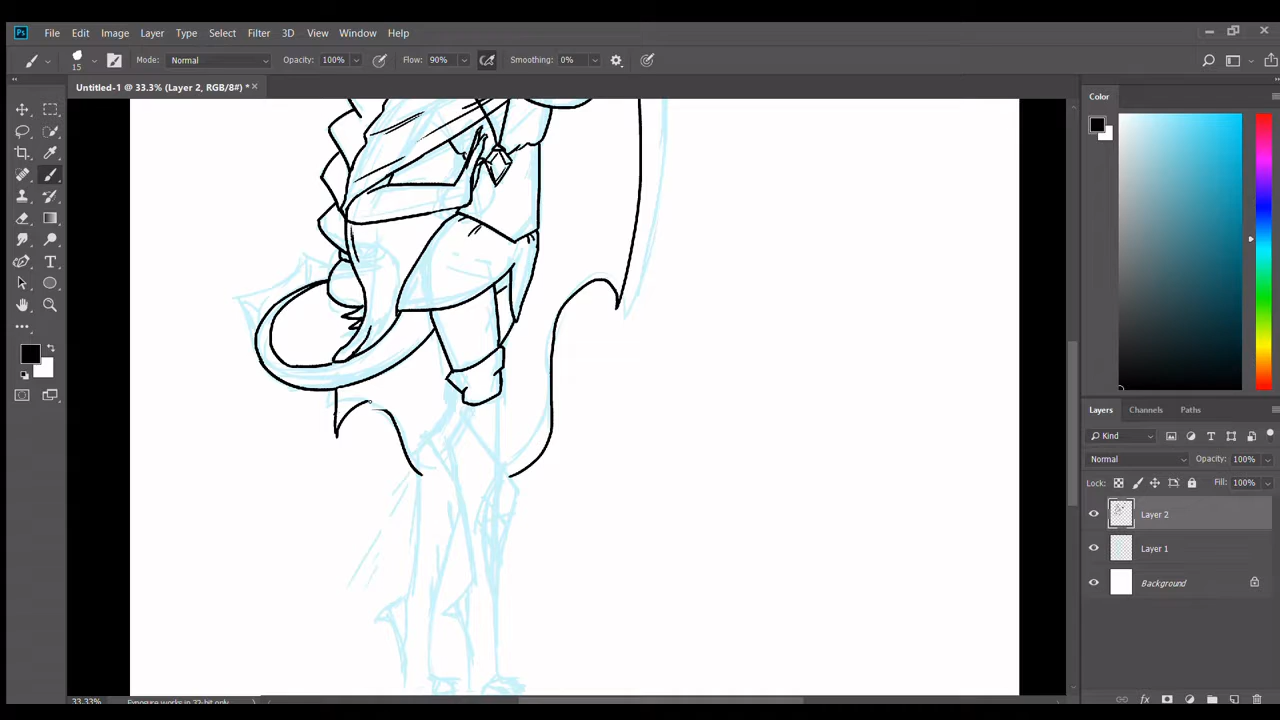 Ps File Edit Image Layer Type Select Filter 3D View Window Help
15 Mode: Normal Opacity: 100% Flow: 90% Smoothing: 0%
Untitled-1 @ 33.3% (Layer 2, RGB/8#) *
Color
Layers Channels Paths
Kind
Normal Opacity: 100%
Lock: Fill: 100%
Layer 2
Layer 1
Background
33.33% Exposure works in 32-bit only